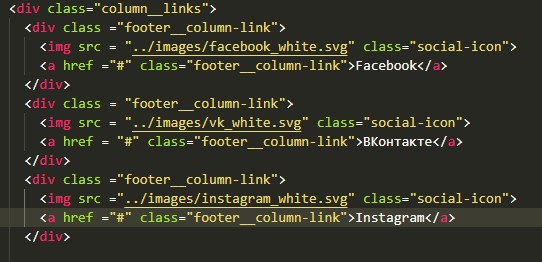 <div class="column__links">
<div class ="footer__column-link">
<img src = "../images/facebook_white.svg" class="social-icon">
<a href ="#" class="footer__column-link">Facebook</a>
</div>
<div class = "footer__column-link">
<img src = "../images/vk_white.svg" class="social-icon">
<a href = "#" class="footer__column-link">ВКонтакте</a>
</div>
<div class ="footer__column-link">
<img src ="../images/instagram_white.svg" class="social-icon">
<a href ="#" class="footer__column-link">Instagram</a>
</div>